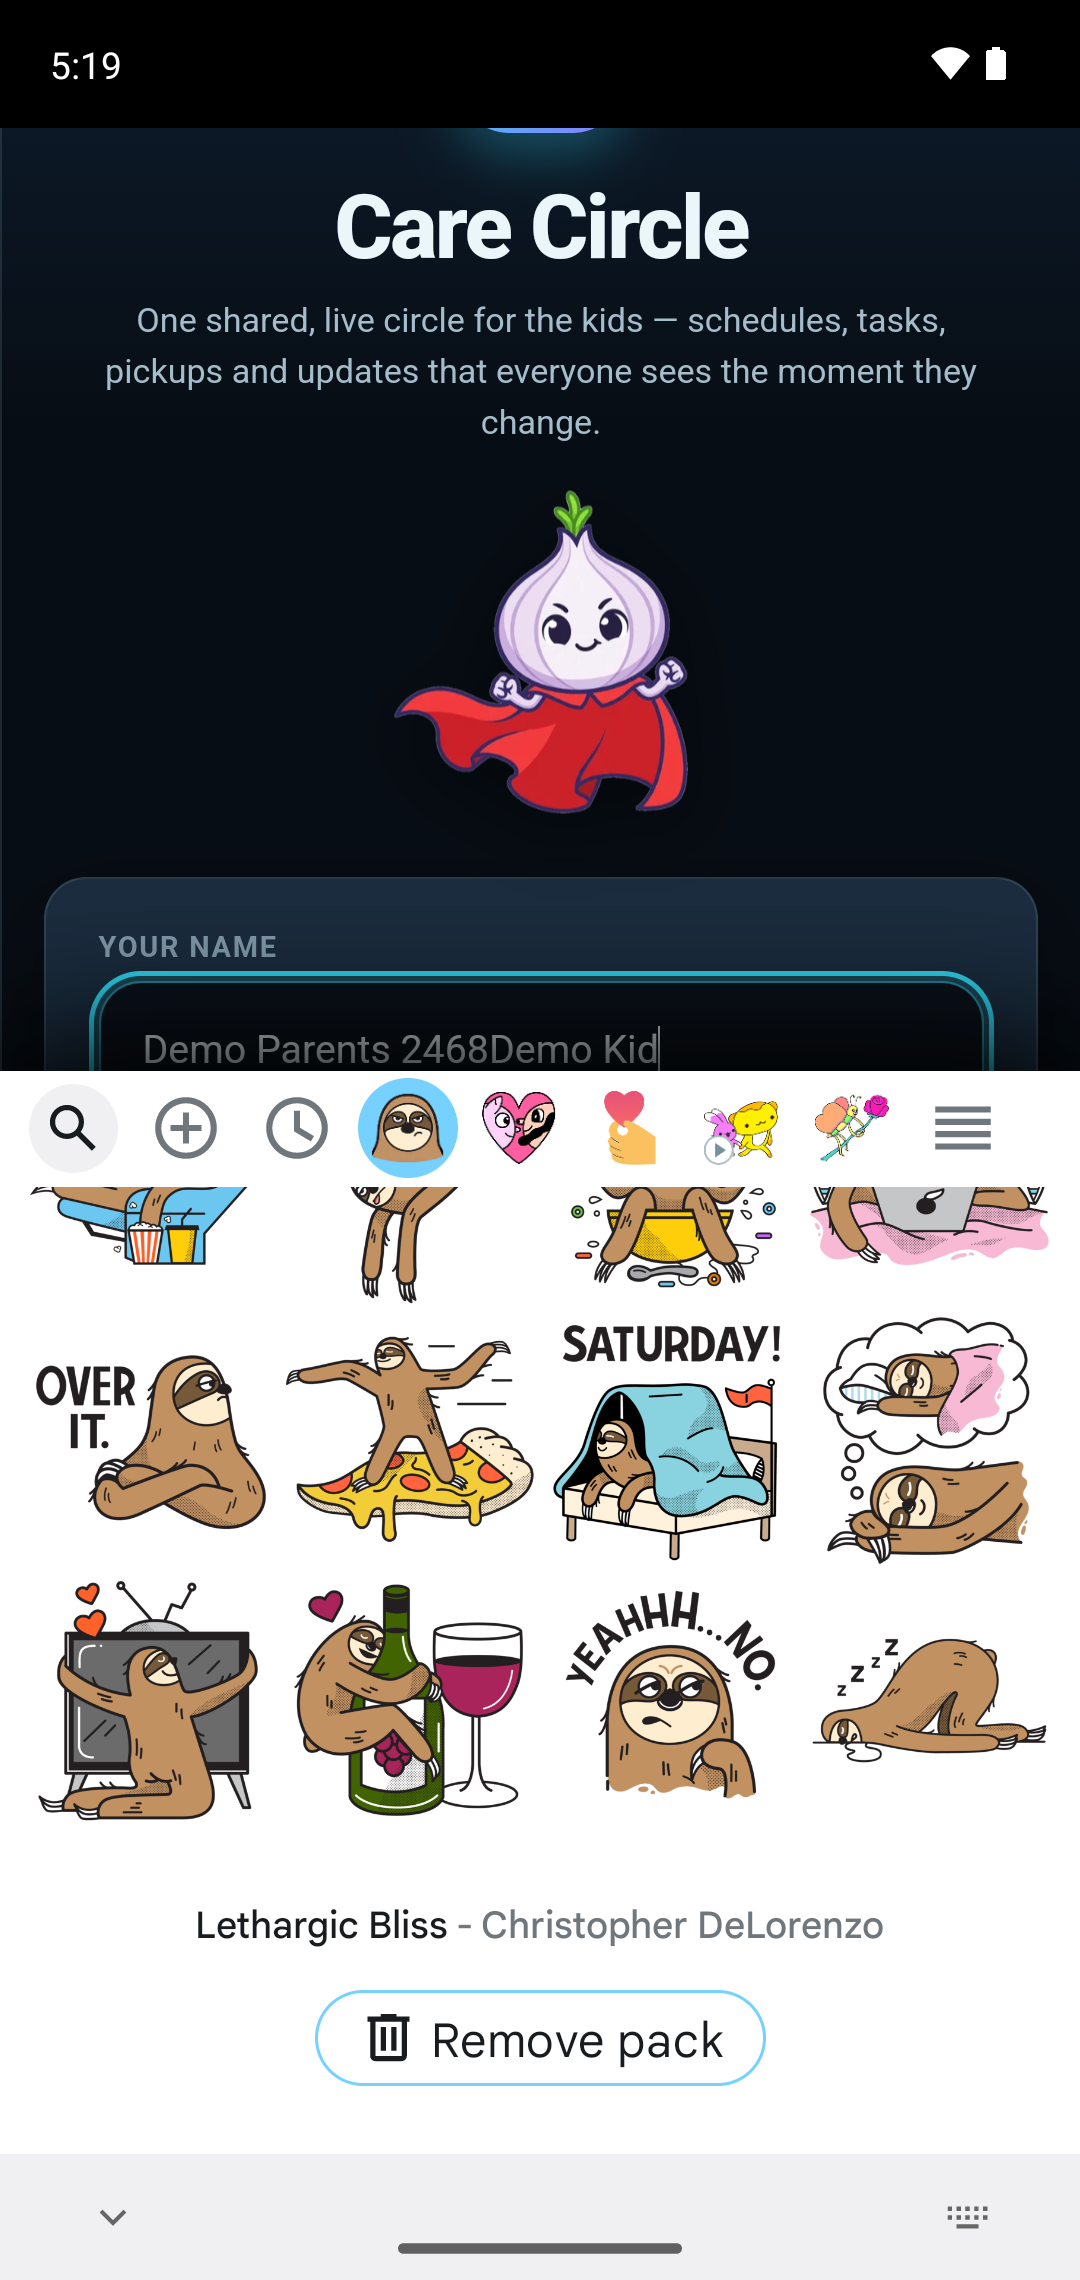 5:19
Care Circle
One shared, live circle for the kids — schedules, tasks,
pickups and updates that everyone sees the moment they
change.
YOUR NAME
Demo Parents 2468Demo Kid
OVER
IT.
SATURDAY!
YEAHHH...NO.
z z z z
Lethargic Bliss - Christopher DeLorenzo
Remove pack